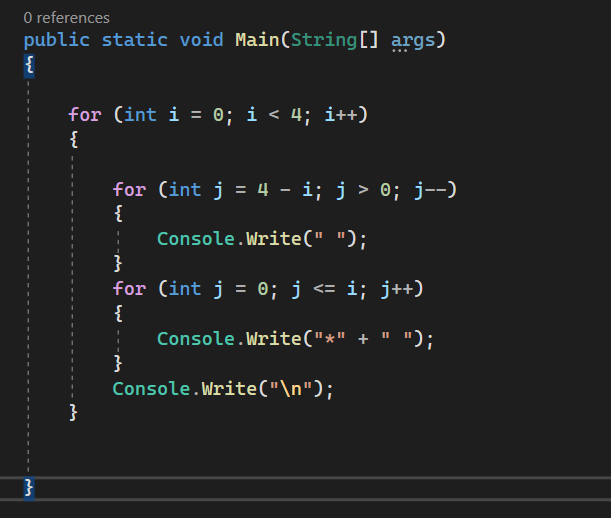 0 references
public static void Main(String[] args)
{
for (int i = 0; i < 4; i++)
{
for (int j = 4 - i; j > 0; j--)
{
Console.Write(" ");
}
for (int j = 0; j <= i; j++)
{
Console.Write("*" + " ");
}
Console.Write("\n");
}
}